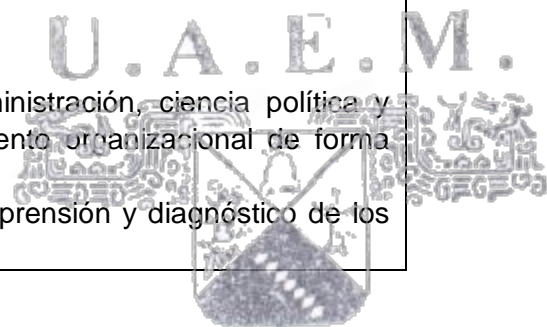 U.A.E.M.
ministración, ciencia política y
ento organizacional de forma
prensión y diagnóstico de los